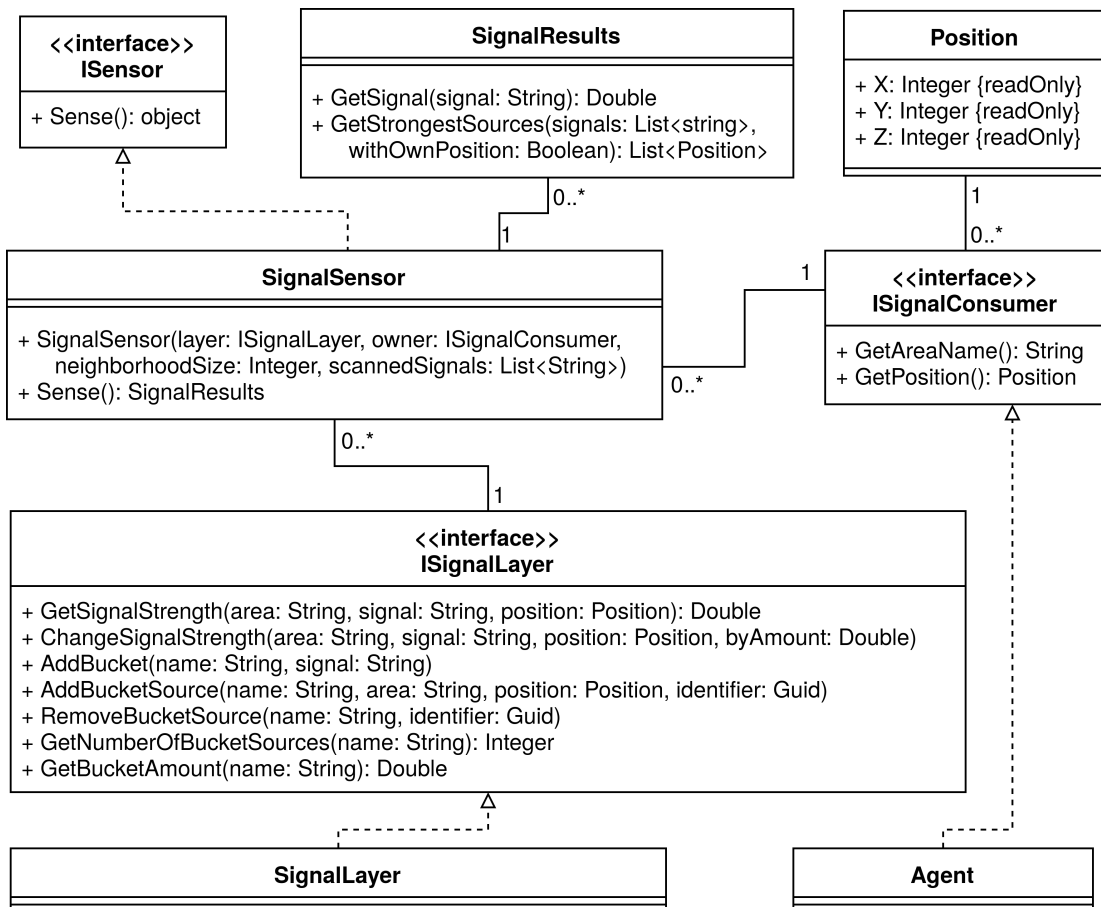 <<interface>>
ISensor
+ Sense(): object
SignalResults
+ GetSignal(signal: String): Double
+ GetStrongestSources(signals: List<string>,
withOwnPosition: Boolean): List<Position>
Position
+ X: Integer {readOnly}
+ Y: Integer {readOnly}
+ Z: Integer {readOnly}
0..*
1
1
0..*
SignalSensor
+ SignalSensor(layer: ISignalLayer, owner: ISignalConsumer,
neighborhoodSize: Integer, scannedSignals: List<String>)
+ Sense(): SignalResults
1
0..*
<<interface>>
ISignalConsumer
+ GetAreaName(): String
+ GetPosition(): Position
0..*
1
<<interface>>
ISignalLayer
+ GetSignalStrength(area: String, signal: String, position: Position): Double
+ ChangeSignalStrength(area: String, signal: String, position: Position, byAmount: Double)
+ AddBucket(name: String, signal: String)
+ AddBucketSource(name: String, area: String, position: Position, identifier: Guid)
+ RemoveBucketSource(name: String, identifier: Guid)
+ GetNumberOfBucketSources(name: String): Integer
+ GetBucketAmount(name: String): Double
SignalLayer
Agent